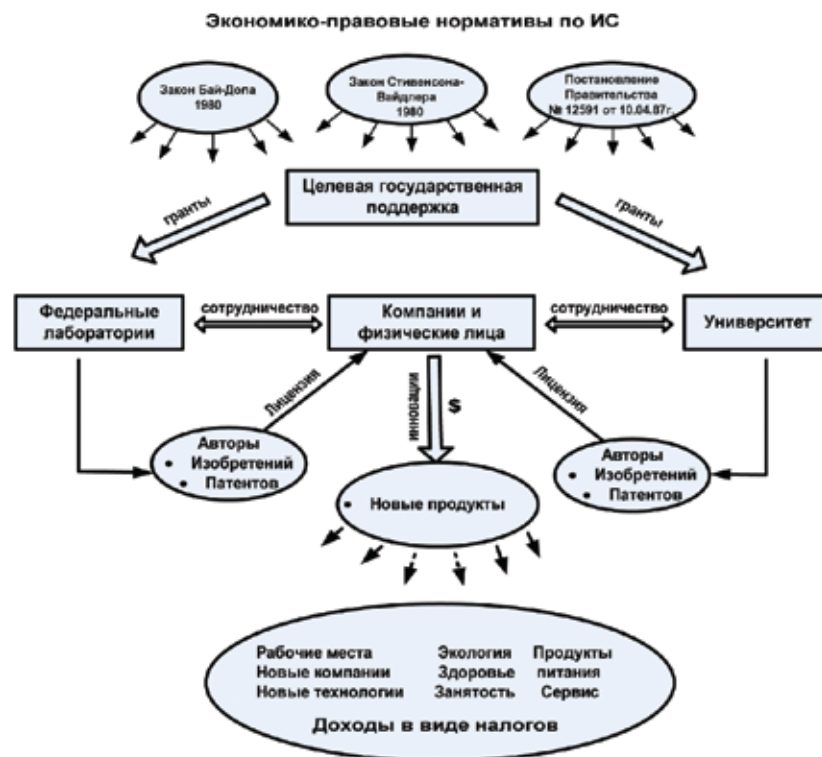 Экономико-правовые нормативы по ИС
Закон Бай-Дола
1980
Закон Стивенсона-
Вайдлера
1980
Постановление
Правительства
№ 12591 от 10.04.87г.
Целевая государственная
поддержка
гранты
гранты
Федеральные
лаборатории
сотрудничество
Компании и
физические лица
сотрудничество
Университет
Лицензия
инновации
$
Лицензия
Авторы
• Изобретений
• Патентов
Авторы
• Изобретений
• Патентов
• Новые продукты
Рабочие места Экология Продукты
Новые компании Здоровье питания
Новые технологии Занятость Сервис
Доходы в виде налогов